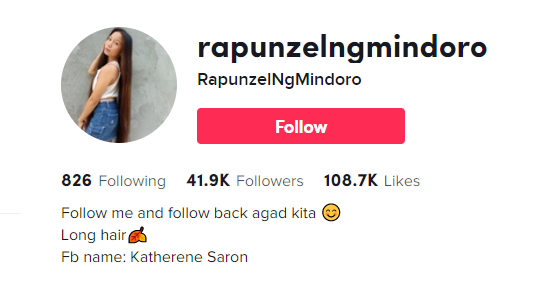 rapunzelngmindoro
RapunzelNgMindoro
Follow
826 Following 41.9K Followers 108.7K Likes
Follow me and follow back agad kita 😊
Long hair🍂
Fb name: Katherene Saron